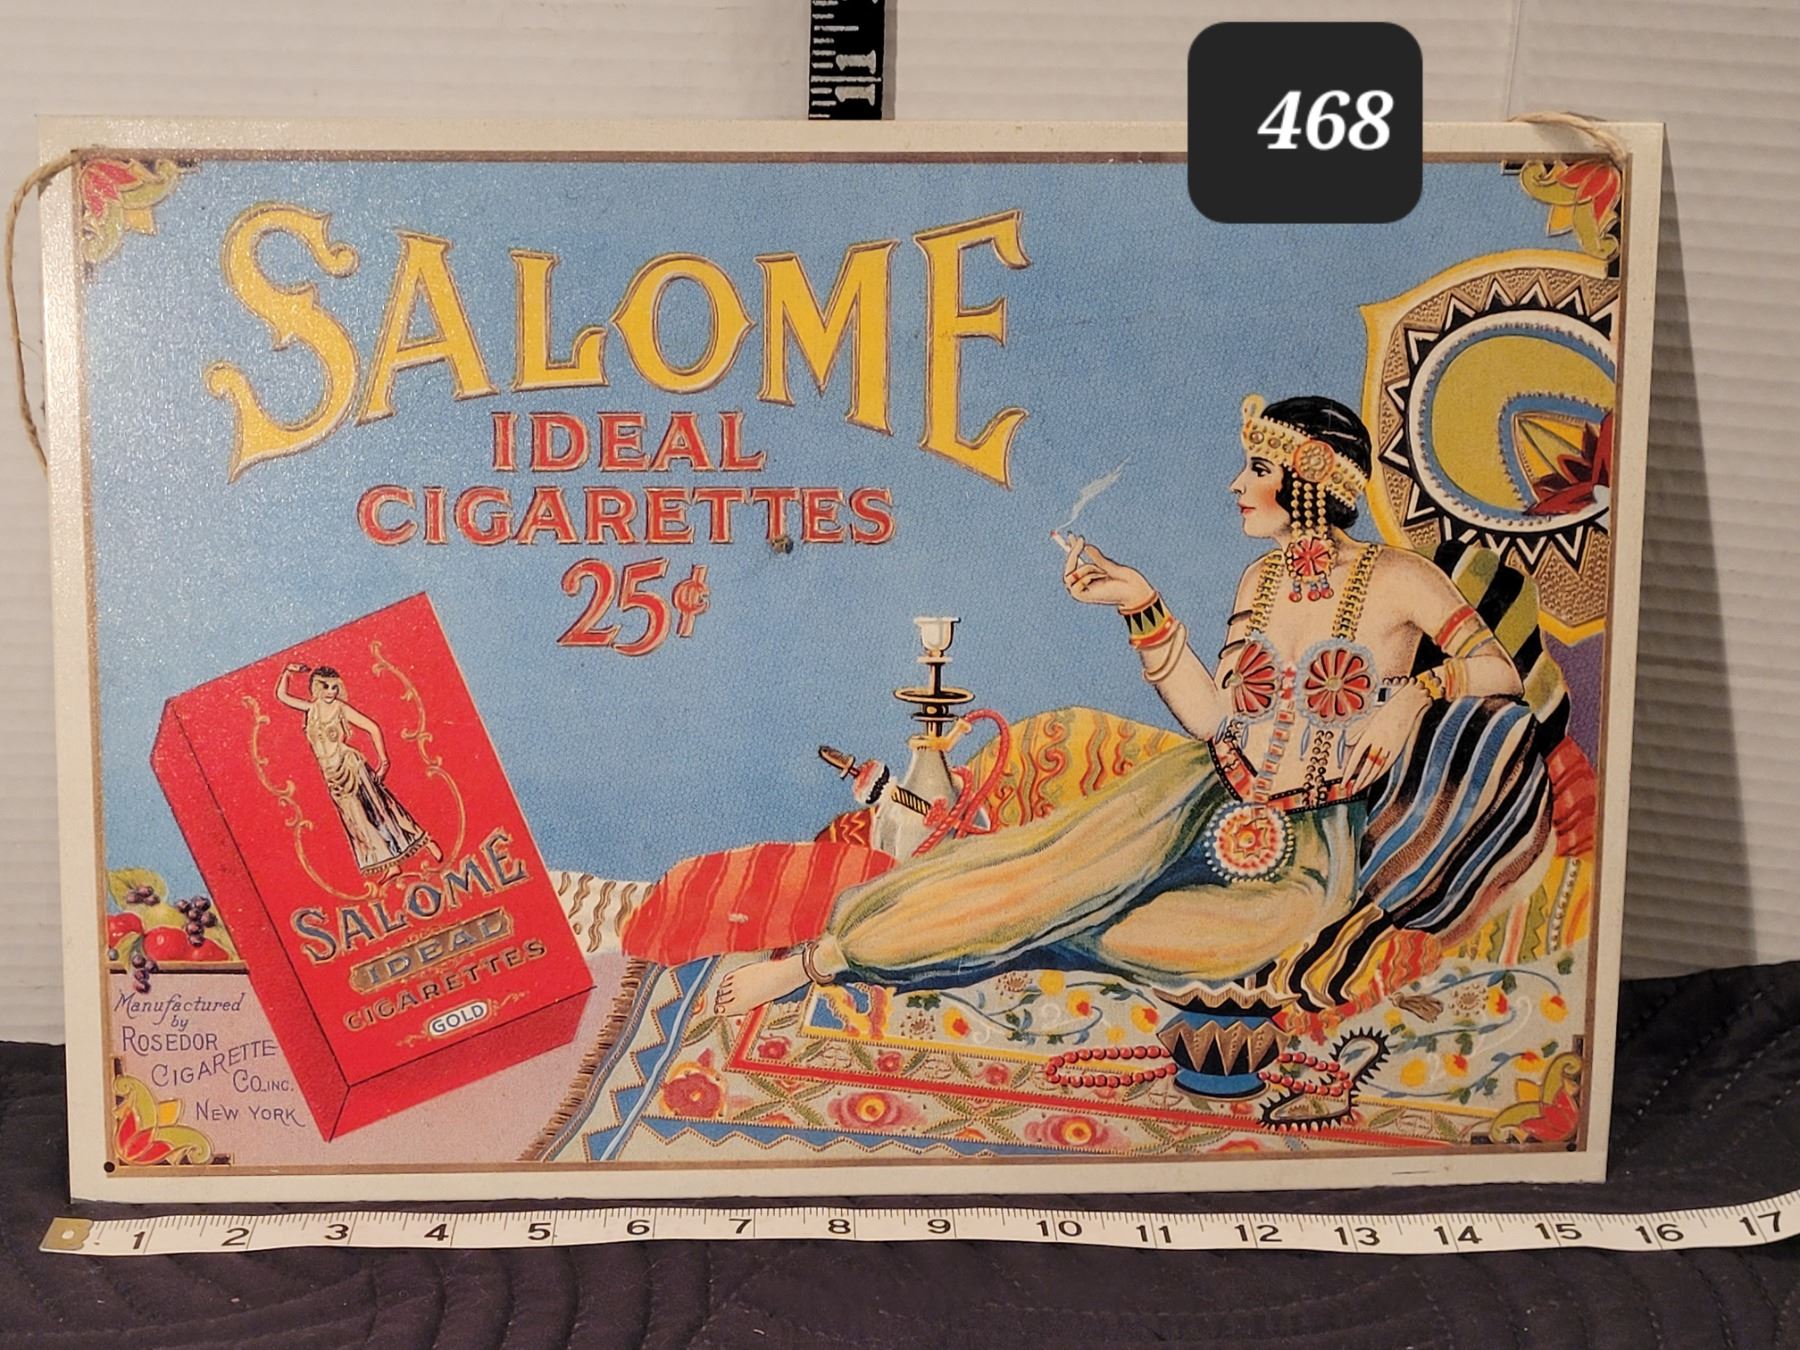 468
SALOME
IDEAL
CIGARETTES
25¢
SALOME
IDEAL
CIGARETTES
GOLD
Manufactured
by
ROSEDOR
CIGARETTE
CO. INC.
NEW YORK
1 2 3 4 5 6 7 8 9 10 11 12 13 14 15 16 17